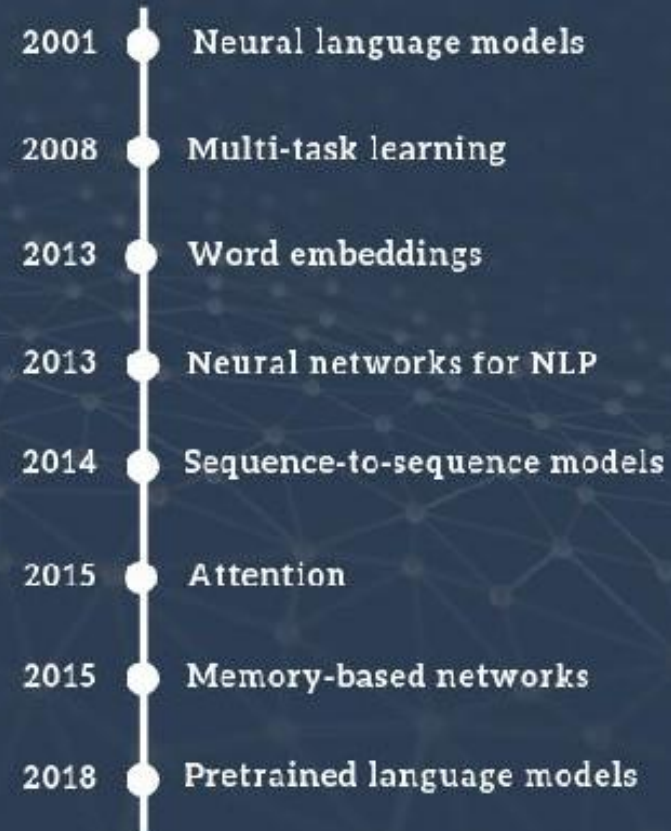 2001 Neural language models
2008 Multi-task learning
2013 Word embeddings
2013 Neural networks for NLP
2014 Sequence-to-sequence models
2015 Attention
2015 Memory-based networks
2018 Pretrained language models